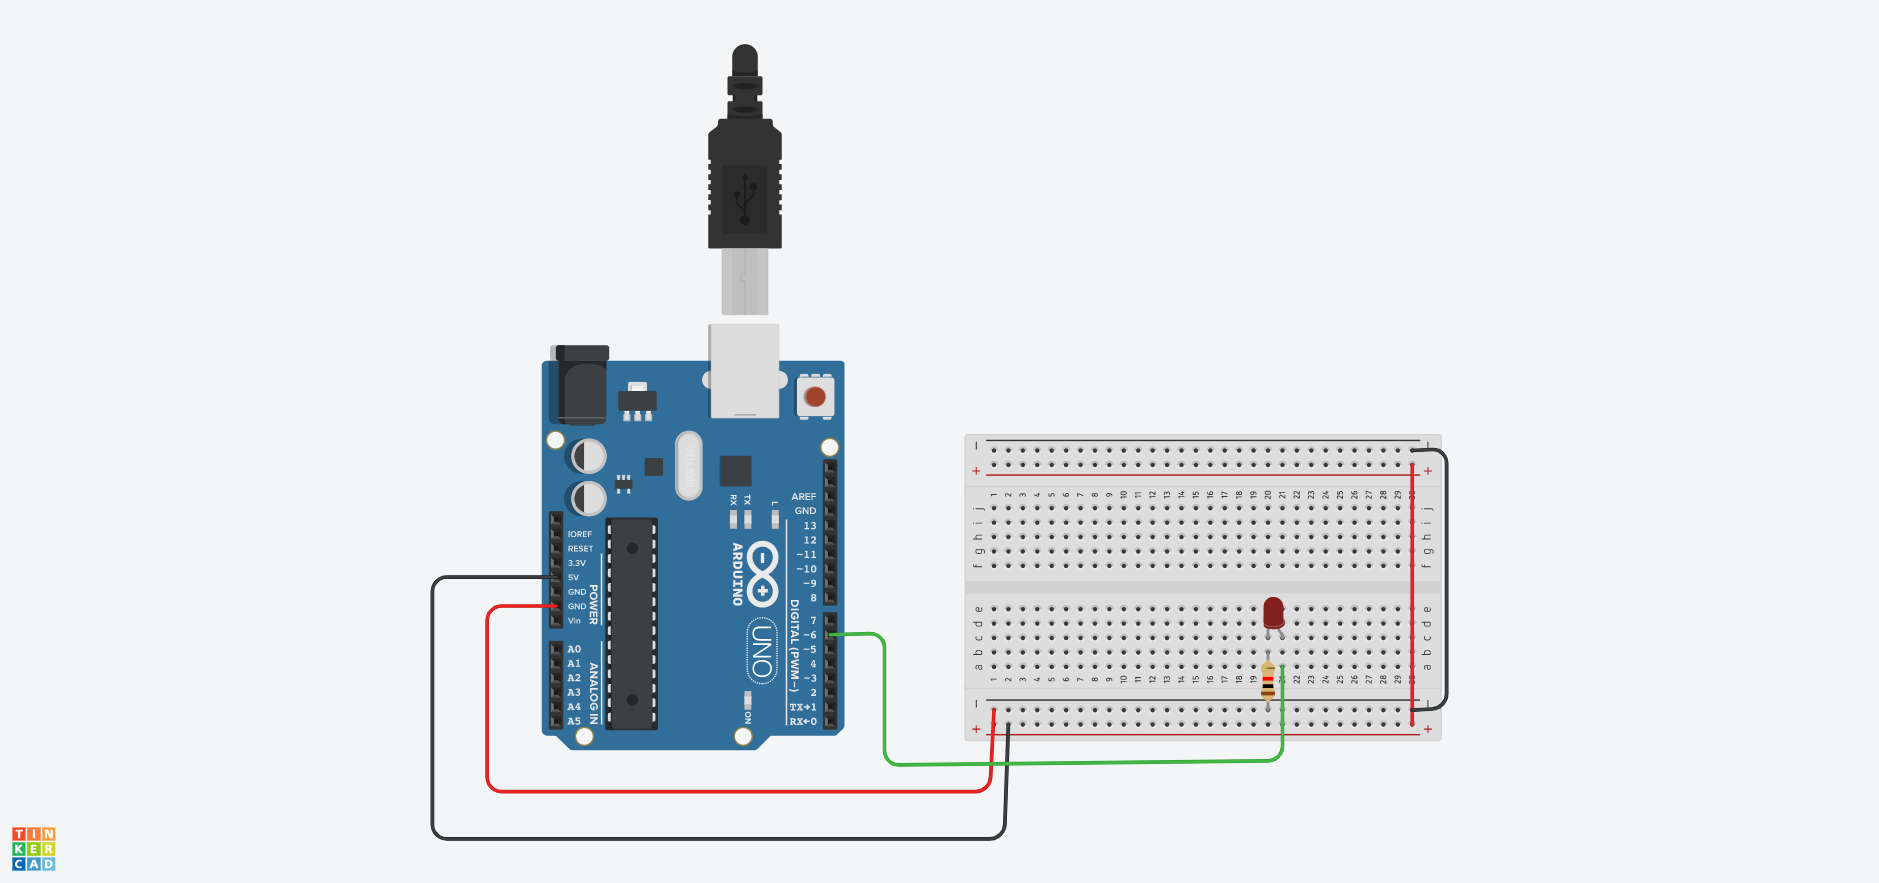 AREF
GND
13
12
~11
~10
~9
8
7
~6
~5
4
~3
2
TX→1
RX←0
IOREF
RESET
3.3V
5V
GND
GND
Vin
A0
A1
A2
A3
A4
A5
POWER
ANALOG IN
RX
TX
L
ARDUINO
UNO
DIGITAL (PWM~)
ON
− −
+ +
1 2 3 4 5 6 7 8 9 10 11 12 13 14 15 16 17 18 19 20 21 22 23 24 25 26 27 28 29 30
j j
i i
h h
g g
f f
e e
d d
c c
b b
a a
1 2 3 4 5 6 7 8 9 10 11 12 13 14 15 16 17 18 19 20 21 22 23 24 25 26 27 28 29 30
− −
+ +
TIN
KER
CAD